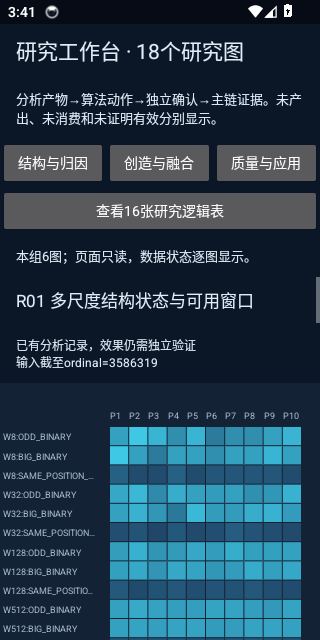 3:41
研究工作台 · 18个研究图
分析产物→算法动作→独立确认→主链证据。未产
出、未消费和未证明有效分别显示。
结构与归因 创造与融合 质量与应用
查看16张研究逻辑表
本组6图；页面只读，数据状态逐图显示。
R01 多尺度结构状态与可用窗口
已有分析记录，效果仍需独立验证
输入截至ordinal=3586319
P1 P2 P3 P4 P5 P6 P7 P8 P9 P10
W8:ODD_BINARY
W8:BIG_BINARY
W8:SAME_POSITION_...
W32:ODD_BINARY
W32:BIG_BINARY
W32:SAME_POSITION...
W128:ODD_BINARY
W128:BIG_BINARY
W128:SAME_POSITIO...
W512:ODD_BINARY
W512:BIG_BINARY